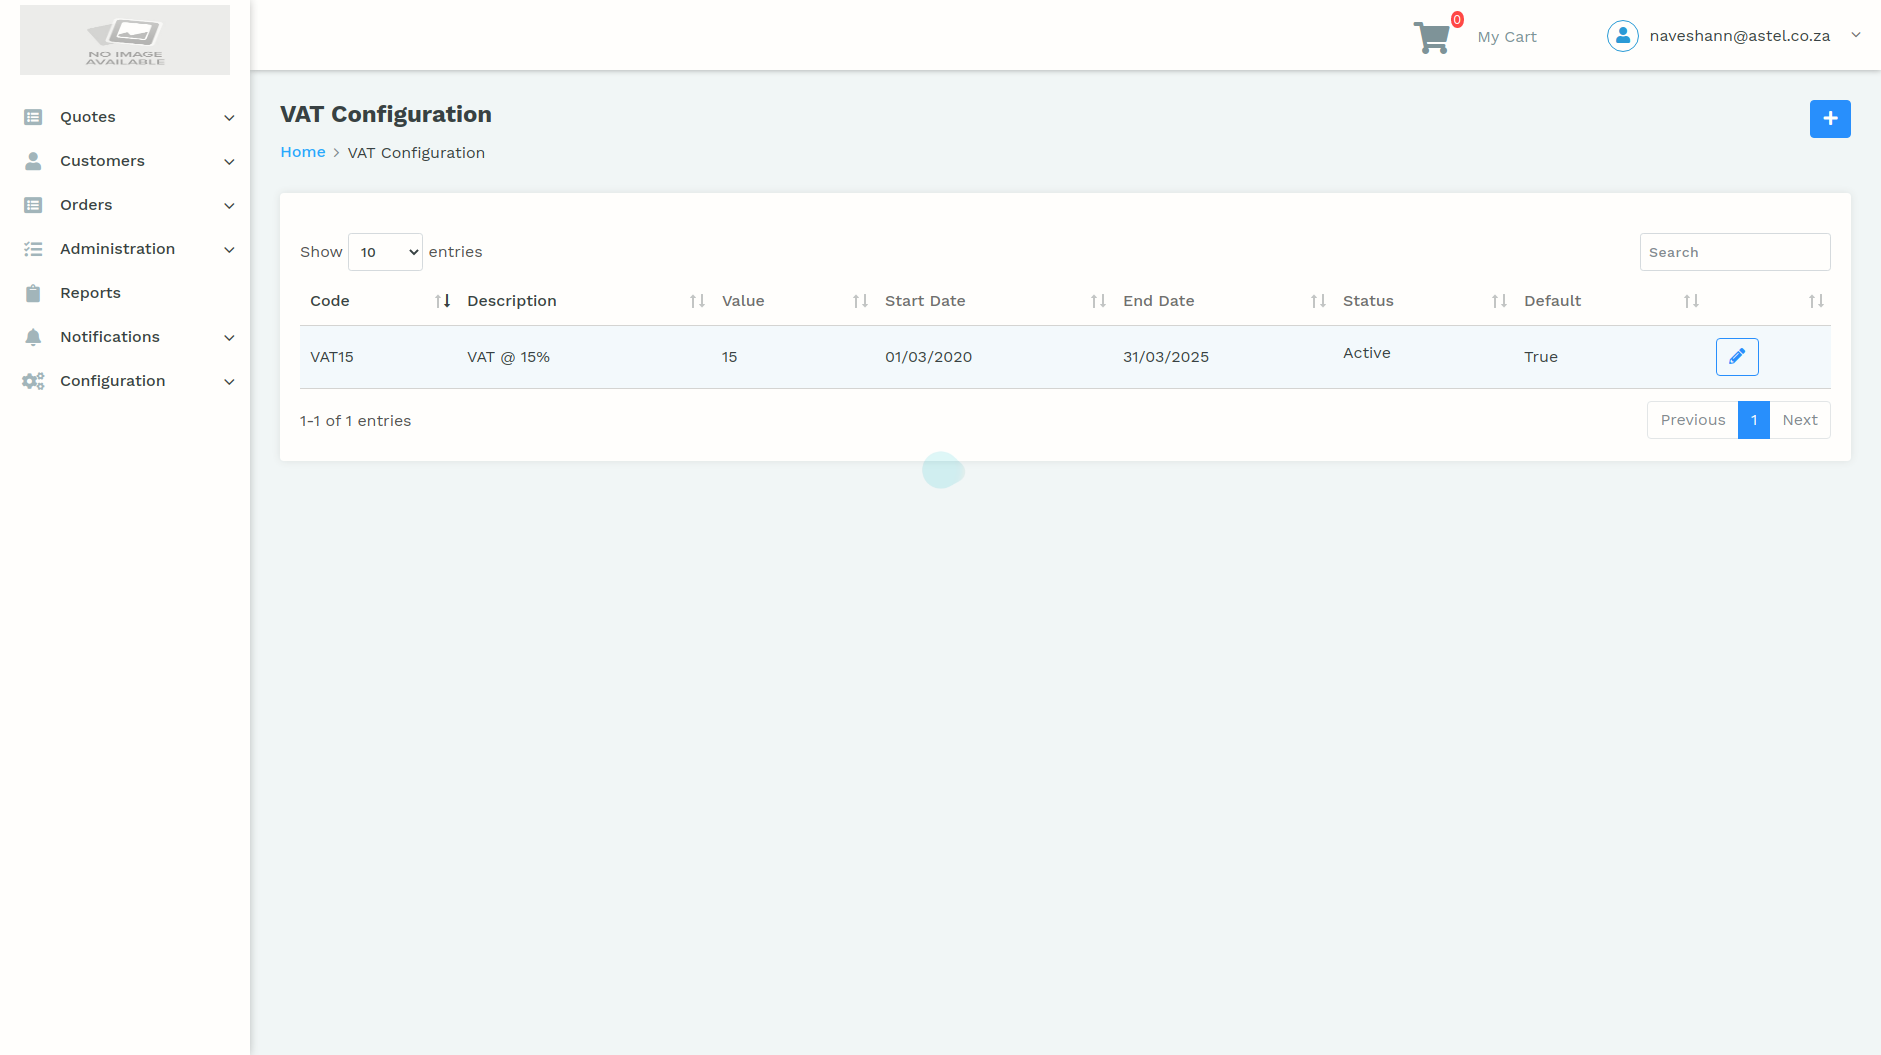 NO IMAGE
AVAILABLE
0
My Cart
naveshann@astel.co.za
Quotes
Customers
Orders
Administration
Reports
Notifications
Configuration
VAT Configuration
Home > VAT Configuration
Show 10 entries
Search
Code Description Value Start Date End Date Status Default
VAT15 VAT @ 15% 15 01/03/2020 31/03/2025 Active True
1-1 of 1 entries
Previous 1 Next